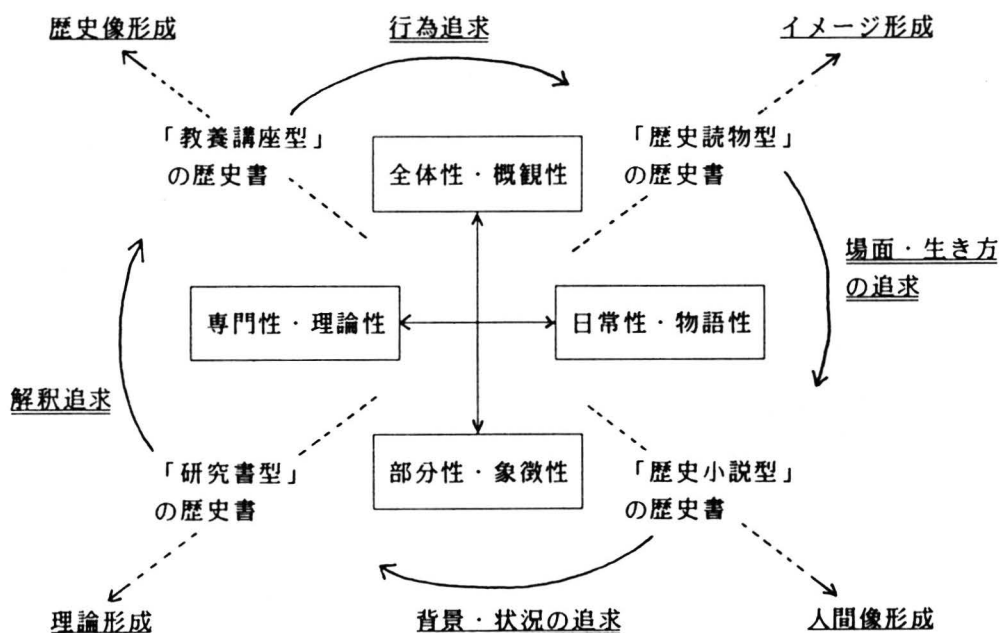 歴史像形成
行為追求
イメージ形成
「教養講座型」
の歴史書
全体性・概観性
「歴史読物型」
の歴史書
場面・生き方
の追求
専門性・理論性
日常性・物語性
解釈追求
「研究書型」
の歴史書
部分性・象徴性
「歴史小説型」
の歴史書
理論形成
背景・状況の追求
人間像形成